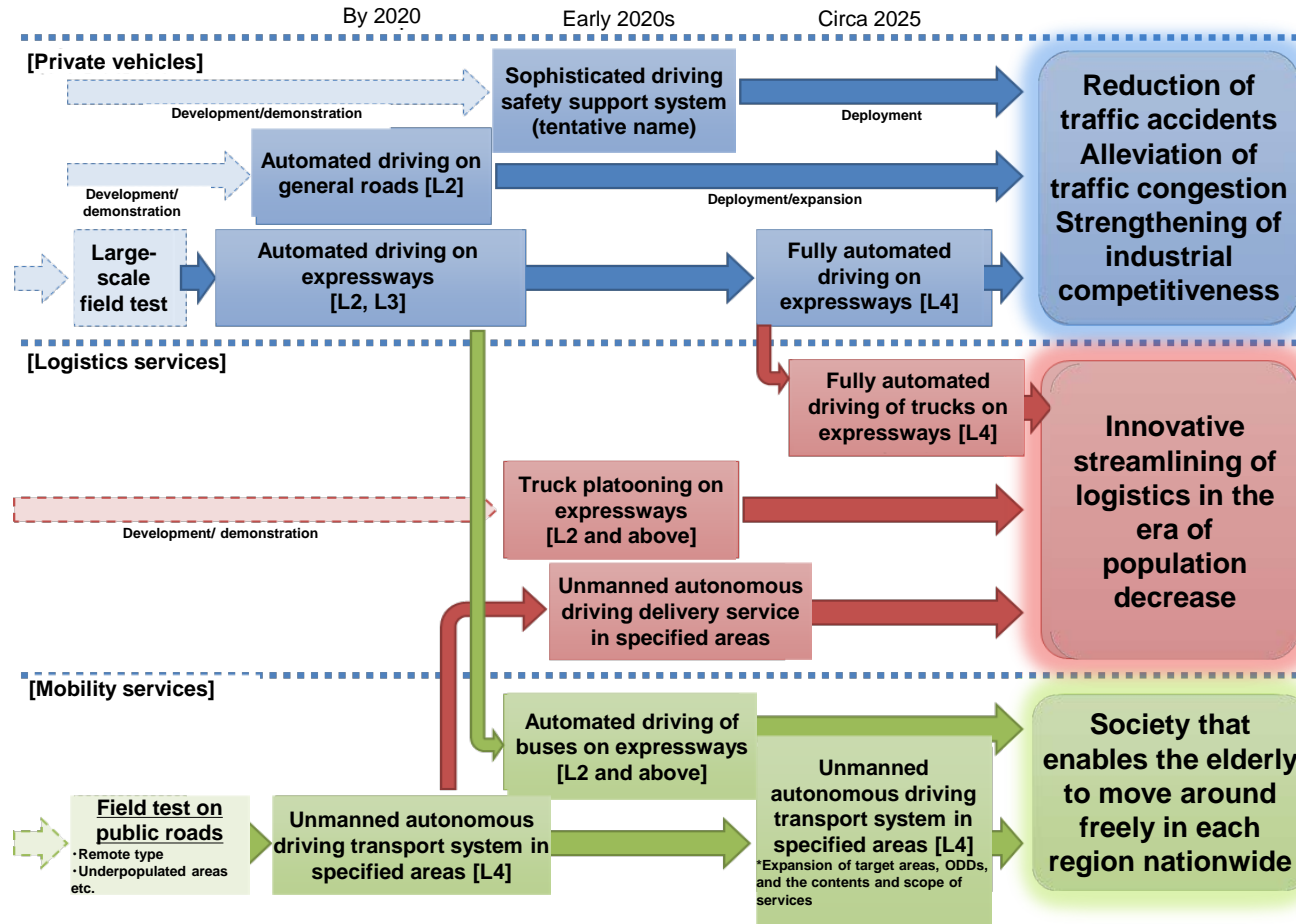 By 2020
Early 2020s
Circa 2025
[Private vehicles]
Development/demonstration
Sophisticated driving
safety support system
(tentative name)
Deployment
Development/
demonstration
Automated driving on
general roads [L2]
Deployment/expansion
Large-
scale
field test
Automated driving on
expressways
[L2, L3]
Fully automated
driving on
expressways [L4]
Reduction of
traffic accidents
Alleviation of
traffic congestion
Strengthening of
industrial
competitiveness
[Logistics services]
Fully automated
driving of trucks on
expressways [L4]
Development/ demonstration
Truck platooning on
expressways
[L2 and above]
Unmanned autonomous
driving delivery service
in specified areas
Innovative
streamlining of
logistics in the
era of
population
decrease
[Mobility services]
Automated driving of
buses on expressways
[L2 and above]
Field test on
public roads
・Remote type
・Underpopulated areas
etc.
Unmanned autonomous
driving transport system in
specified areas [L4]
Unmanned
autonomous driving
transport system in
specified areas [L4]
*Expansion of target areas, ODDs,
and the contents and scope of
services
Society that
enables the elderly
to move around
freely in each
region nationwide